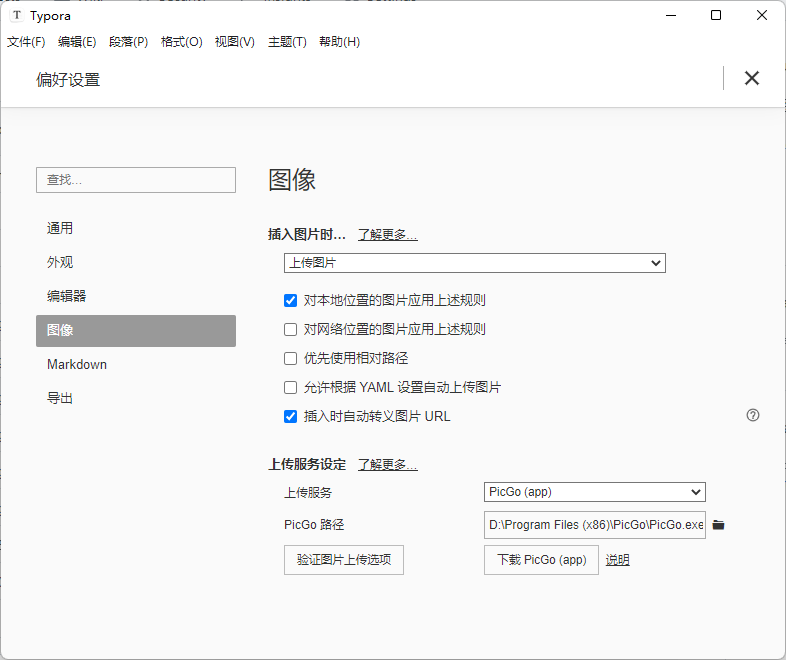 Typora
文件(F) 编辑(E) 段落(P) 格式(O) 视图(V) 主题(T) 帮助(H)
偏好设置
查找...
通用
外观
编辑器
图像
Markdown
导出
图像
插入图片时... 了解更多...
上传图片
对本地位置的图片应用上述规则
对网络位置的图片应用上述规则
优先使用相对路径
允许根据 YAML 设置自动上传图片
插入时自动转义图片 URL
上传服务设定 了解更多...
上传服务 PicGo (app)
PicGo 路径 D:\Program Files (x86)\PicGo\PicGo.exe
验证图片上传选项 下载 PicGo (app) 说明